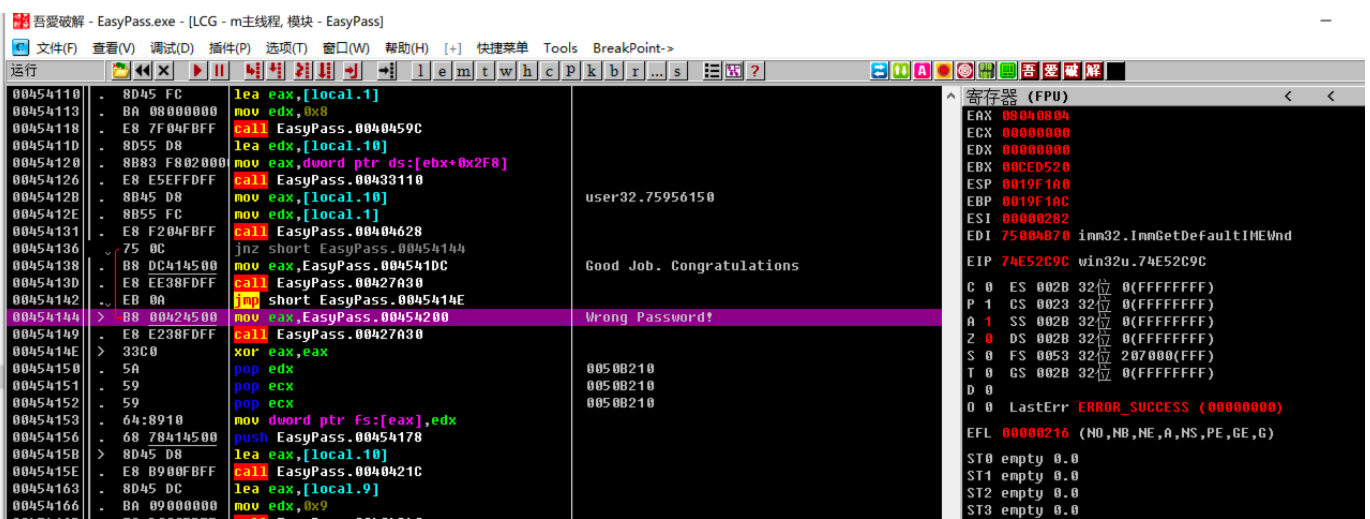 吾愛破解 - EasyPass.exe - [LCG - m主线程, 模块 - EasyPass]
文件(F) 查看(V) 调试(D) 插件(P) 选项(T) 窗口(W) 帮助(H) [+] 快捷菜单 Tools BreakPoint->
运行 l e m t w h c P k b r ... s ? 吾 爱 破 解
00454110 . 8D45 FC lea eax,[local.1]
00454113 . BA 08000000 mov edx,0x8
00454118 . E8 7F04FBFF call EasyPass.0040459C
0045411D . 8D55 D8 lea edx,[local.10]
00454120 . 8B83 F802000 mov eax,dword ptr ds:[ebx+0x2F8]
00454126 . E8 E5EFFDFF call EasyPass.00433110
0045412B . 8B45 D8 mov eax,[local.10] user32.75956150
0045412E . 8B55 FC mov edx,[local.1]
00454131 . E8 F204FBFF call EasyPass.00404628
00454136 . 75 0C jnz short EasyPass.00454144
00454138 . B8 DC414500 mov eax,EasyPass.004541DC Good Job. Congratulations
0045413D . E8 EE38FDFF call EasyPass.00427A30
00454142 . EB 0A jmp short EasyPass.0045414E
00454144 > B8 00424500 mov eax,EasyPass.00454200 Wrong Password!
00454149 . E8 E238FDFF call EasyPass.00427A30
0045414E > 33C0 xor eax,eax
00454150 . 5A pop edx 0050B210
00454151 . 59 pop ecx 0050B210
00454152 . 59 pop ecx 0050B210
00454153 . 64:8910 mov dword ptr fs:[eax],edx
00454156 . 68 78414500 push EasyPass.00454178
0045415B > 8D45 D8 lea eax,[local.10]
0045415E . E8 B900FBFF call EasyPass.0040421C
00454163 . 8D45 DC lea eax,[local.9]
00454166 . BA 09000000 mov edx,0x9
寄存器 (FPU) < <
EAX 08040804
ECX 00000000
EDX 00000000
EBX 00CED520
ESP 0019F1A0
EBP 0019F1AC
ESI 00000282
EDI 75004B70 imm32.ImmGetDefaultIMEWnd
EIP 74E52C9C win32u.74E52C9C
C 0 ES 002B 32位 0(FFFFFFFF)
P 1 CS 0023 32位 0(FFFFFFFF)
A 1 SS 002B 32位 0(FFFFFFFF)
Z 0 DS 002B 32位 0(FFFFFFFF)
S 0 FS 0053 32位 207000(FFF)
T 0 GS 002B 32位 0(FFFFFFFF)
D 0
O 0 LastErr ERROR_SUCCESS (00000000)
EFL 00000216 (NO,NB,NE,A,NS,PE,GE,G)
ST0 empty 0.0
ST1 empty 0.0
ST2 empty 0.0
ST3 empty 0.0